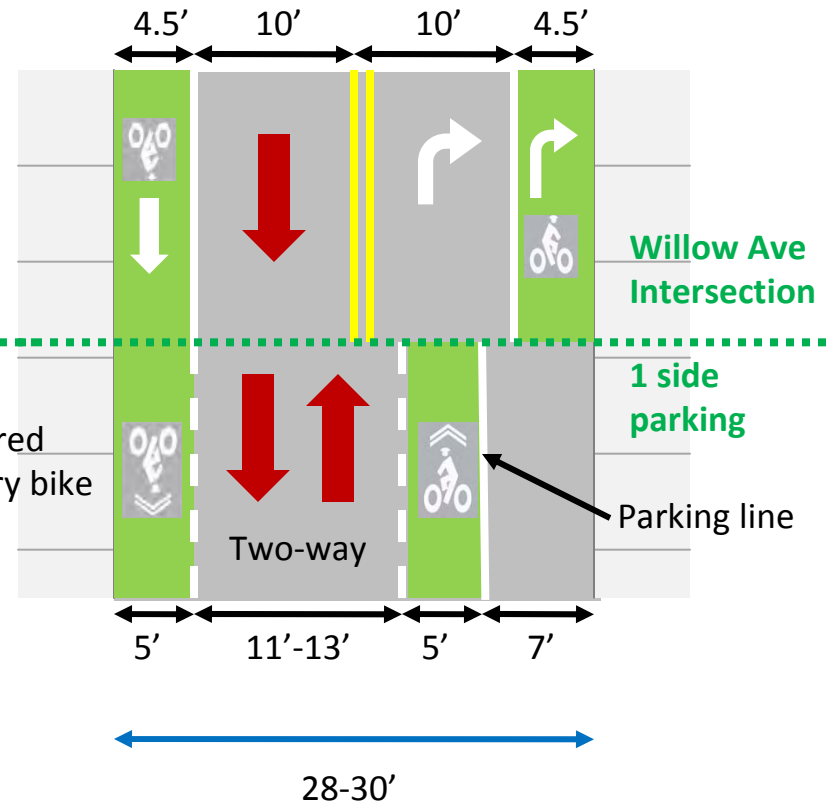 4.5’ 10’ 10’ 4.5’
Willow Ave
Intersection
1 side
parking
bike
Parking line
Two-way
5’ 11’-13’ 5’ 7’
28-30’